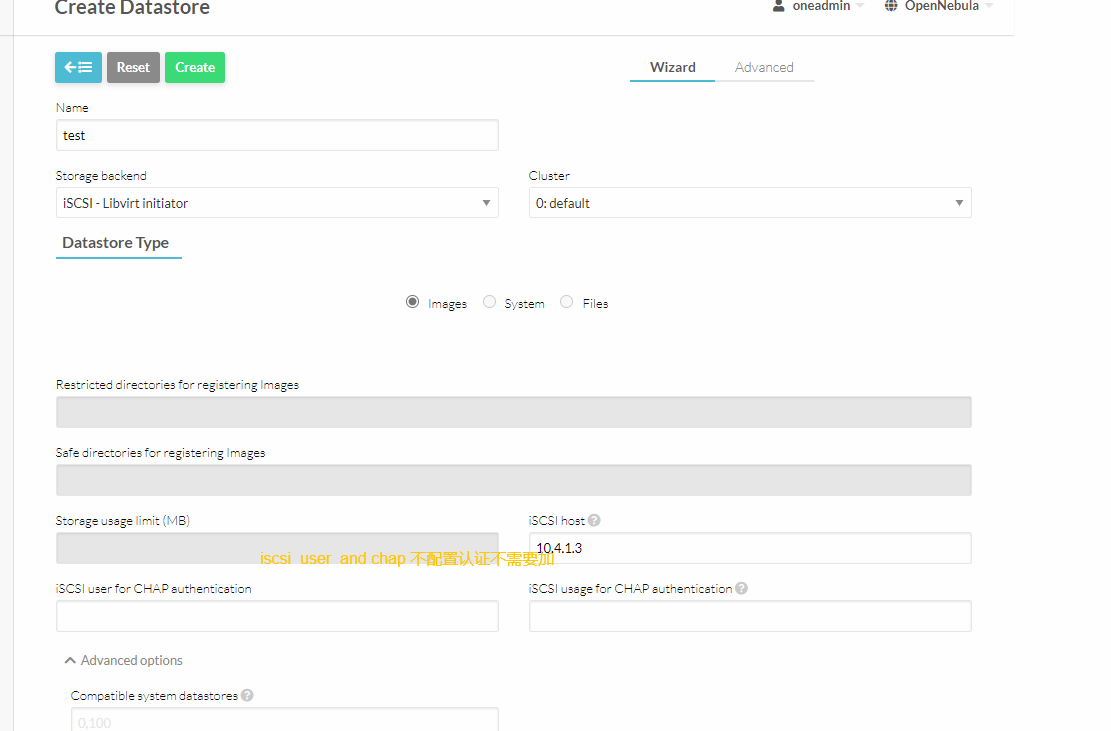 Create Datastore
oneadmin
OpenNebula
Reset
Create
Wizard
Advanced
Name
test
Storage backend
Cluster
iSCSI - Libvirt initiator
0: default
Datastore Type
Images
System
Files
Restricted directories for registering Images
Safe directories for registering Images
Storage usage limit (MB)
iSCSI host
10.4.1.3
iscsi_user_and chap 不配置认证不需要加
iSCSI user for CHAP authentication
iSCSI usage for CHAP authentication
Advanced options
Compatible system datastores
0,100